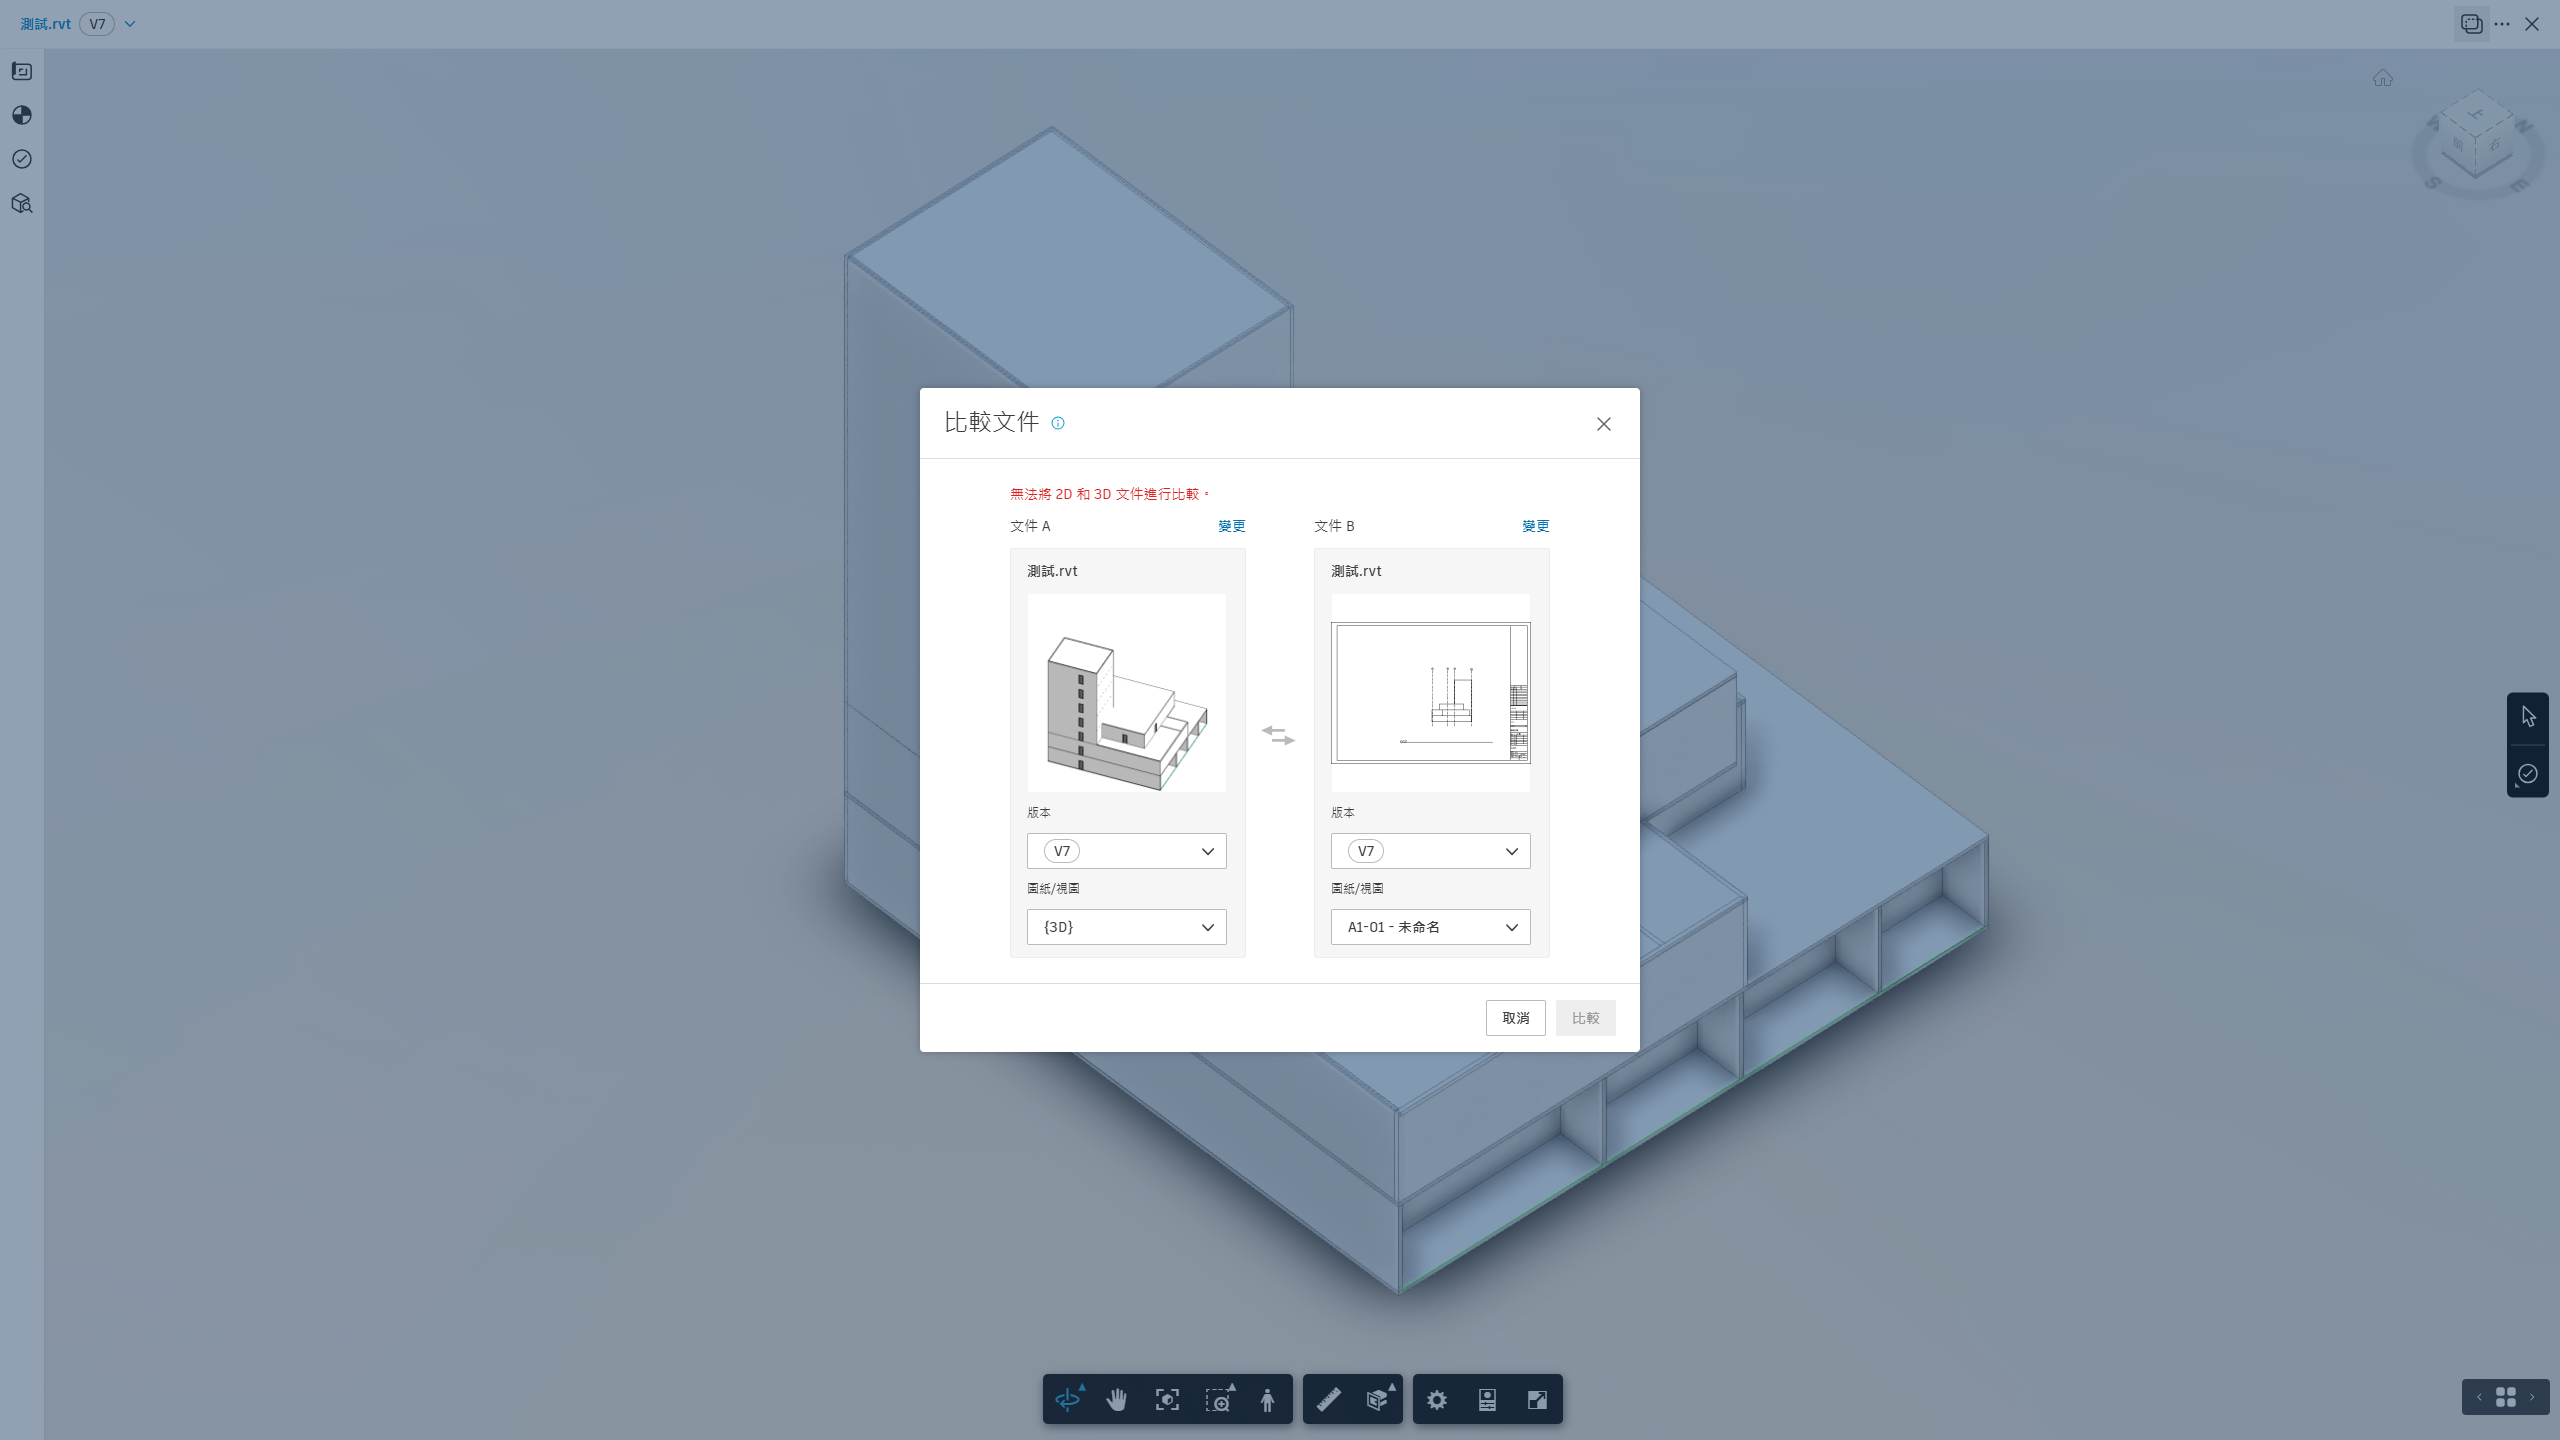 測試.rvt V7
比較文件
無法將 2D 和 3D 文件進行比較。
文件 A 變更
文件 B 變更
測試.rvt
測試.rvt
版本
版本
V7
V7
圖紙/視圖
圖紙/視圖
{3D}
A1-01 - 未命名
取消 比較
W N
S E
上
前 右